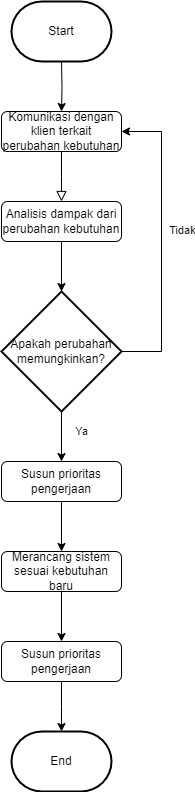 Start
Komunikasi dengan
klien terkait
perubahan kebutuhan
Tidak
Analisis dampak dari
perubahan kebutuhan
Apakah perubahan
memungkinkan?
Ya
Susun prioritas
pengerjaan
Merancang sistem
sesuai kebutuhan
baru
Susun prioritas
pengerjaan
End